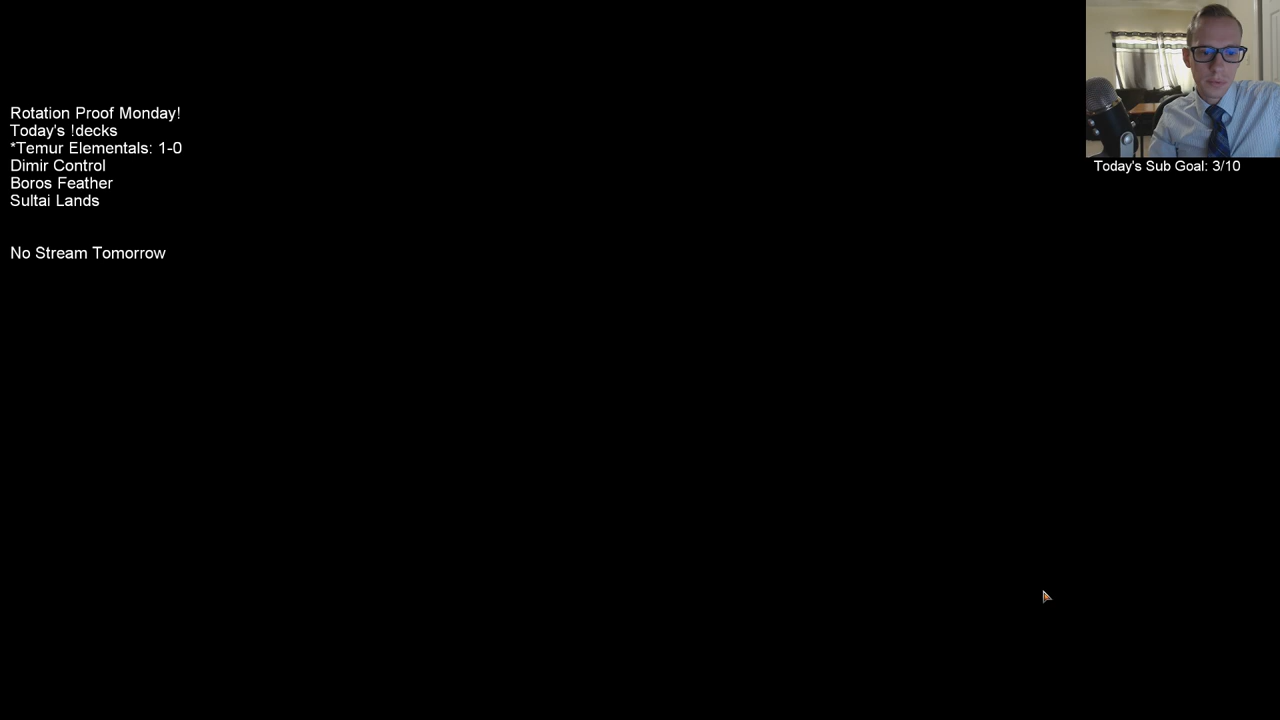 Rotation Proof Monday!
Today's !decks
*Temur Elementals: 1-0
Dimir Control
Boros Feather
Sultai Lands
No Stream Tomorrow
Today's Sub Goal: 3/10